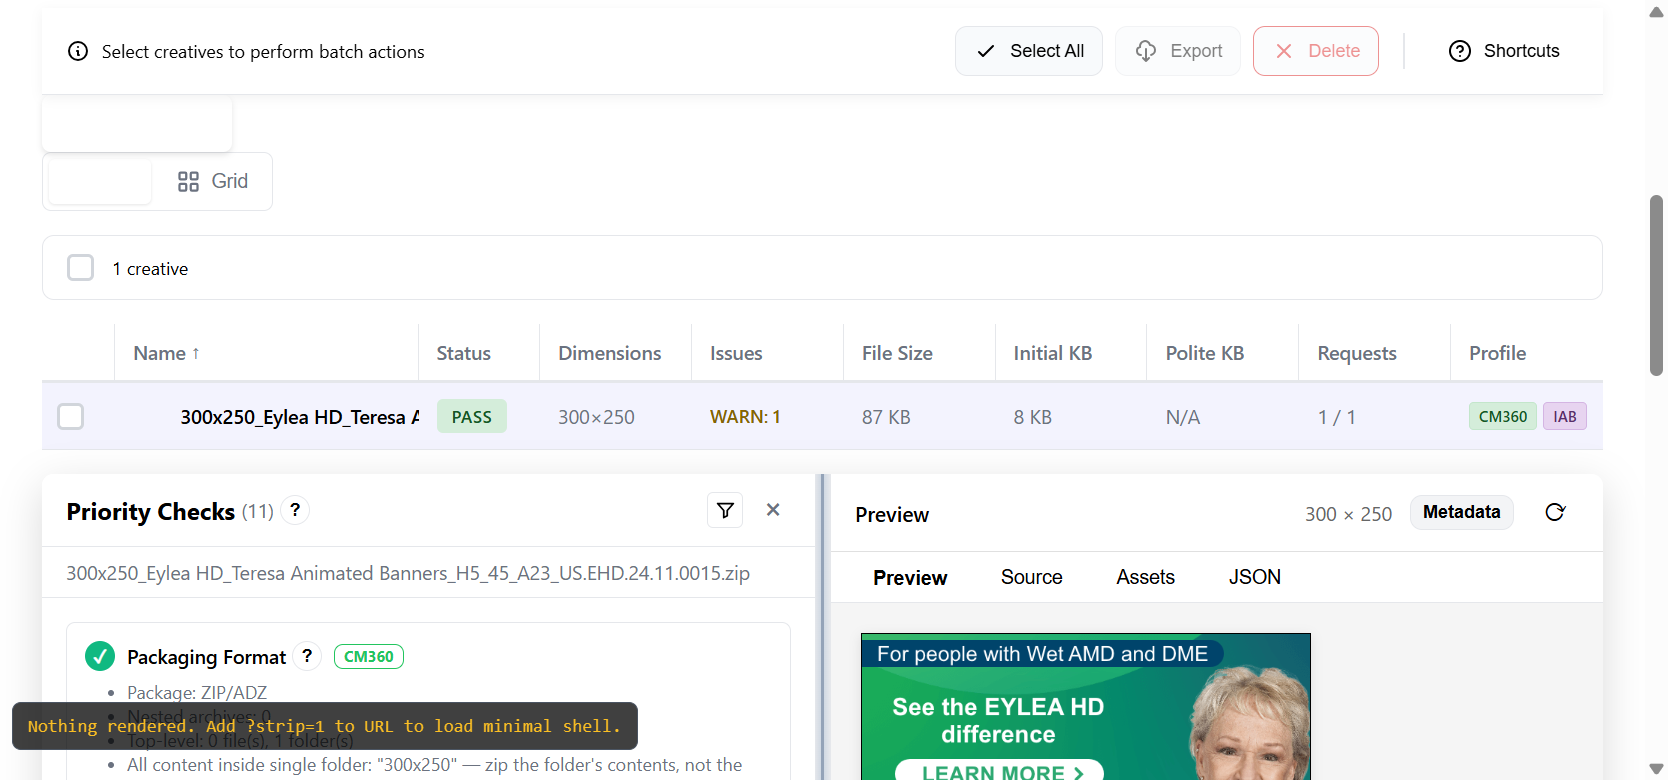 Select creatives to perform batch actions
Select All
Export
Delete
Shortcuts
Grid
1 creative
Name ↑
Status
Dimensions
Issues
File Size
Initial KB
Polite KB
Requests
Profile
300x250_Eylea HD_Teresa A
PASS
300×250
WARN: 1
87 KB
8 KB
N/A
1 / 1
CM360
IAB
Priority Checks (11) ?
300x250_Eylea HD_Teresa Animated Banners_H5_45_A23_US.EHD.24.11.0015.zip
Packaging Format ? CM360
• Package: ZIP/ADZ
• Nested archives: 0
Nothing rendered. Add ?strip=1 to URL to load minimal shell.
• Top-level: 0 file(s), 1 folder(s)
• All content inside single folder: "300x250" — zip the folder's contents, not the
Preview
300 × 250
Metadata
Preview
Source
Assets
JSON
For people with Wet AMD and DME
See the EYLEA HD
difference
LEARN MORE >